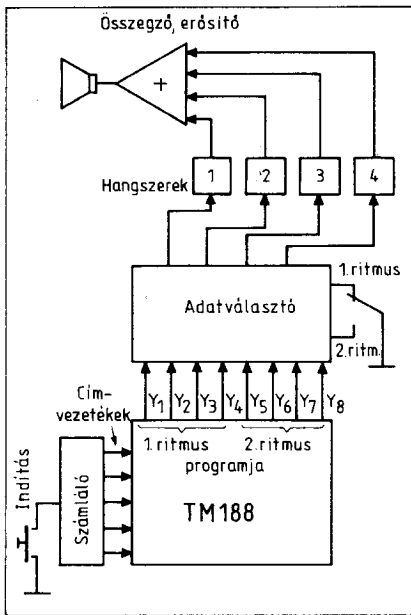 Összegző, erősítő
+
Hangszerek
1
2
3
4
Adatválasztó
1.ritmus
2.ritm.
Y1 Y2 Y3 Y4 Y5 Y6 Y7 Y8
Cím-
vezetékek
1.ritmus
2.ritmus
programja
TM188
Számláló
Indítás